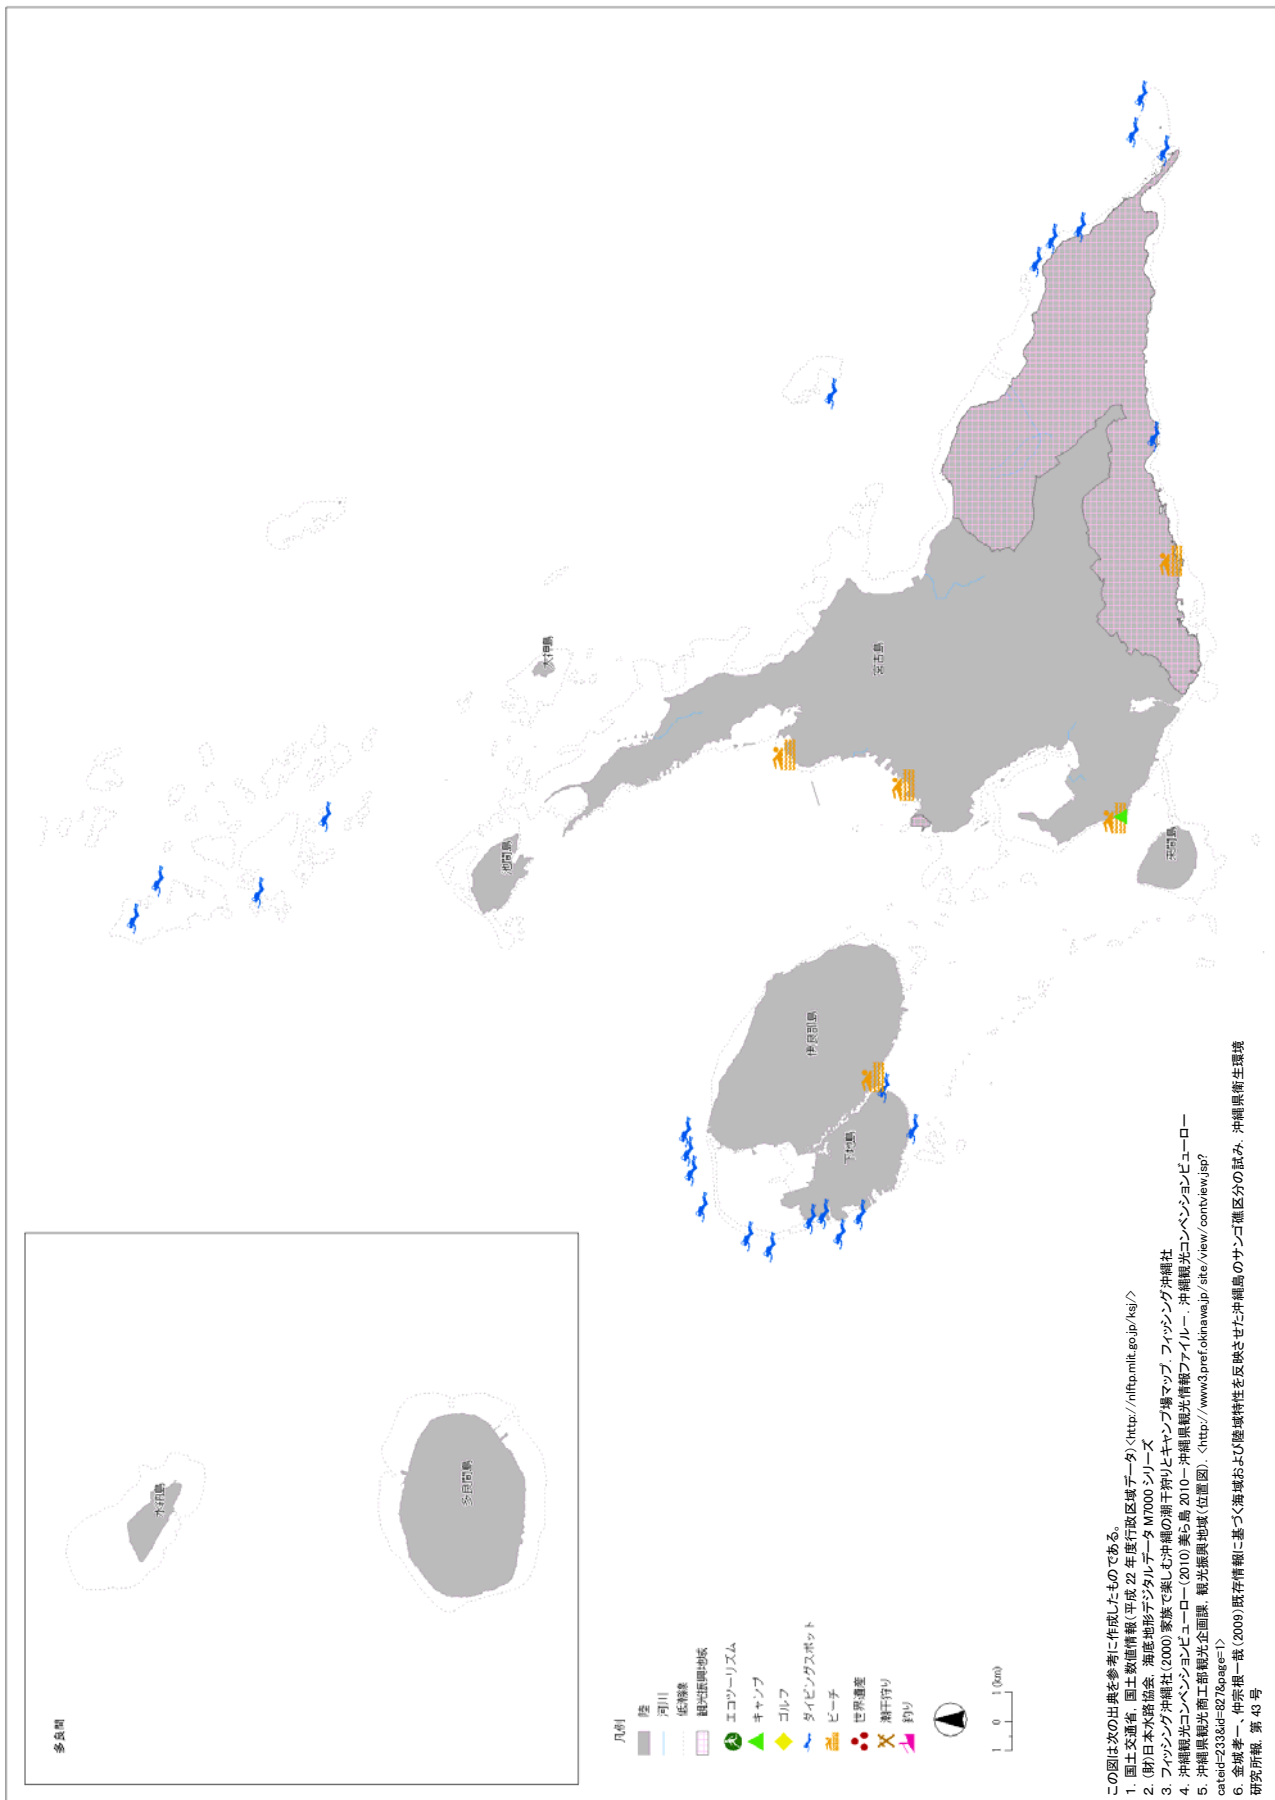 多良間
水納島
多良間島
池間島
大神島
宮古島
伊良部島
下地島
来間島
凡例
陸
河川
低潮線
観光振興地域
エコツーリズム
キャンプ
ゴルフ
ダイビングスポット
ビーチ
世界遺産
潮干狩り
釣り
1 0 1 (km)
この図は次の出典を参考に作成したものである。
1. 国土交通省, 国土数値情報(平成 22 年度行政区域データ)<http://nlftp.mlit.go.jp/ksj/>
2. (財)日本水路協会, 海底地形デジタルデータ M7000 シリーズ
3. フィッシング沖縄社(2000)家族で楽しむ沖縄の潮干狩りとキャンプ場マップ. フィッシング沖縄社
4. 沖縄観光コンベンションビューロー(2010)美ら島 2010－沖縄県観光情報ファイル－. 沖縄観光コンベンションビューロー
5. 沖縄県観光商工部観光企画課, 観光振興地域(位置図). <http://www3.pref.okinawa.jp/site/view/contview.jsp?
cateid=233&id=827&page=1>
6. 金城孝一、仲宗根一哉(2009)既存情報に基づく海域および陸域特性を反映させた沖縄島のサンゴ礁区分の試み. 沖縄県衛生環境
研究所報, 第 43 号